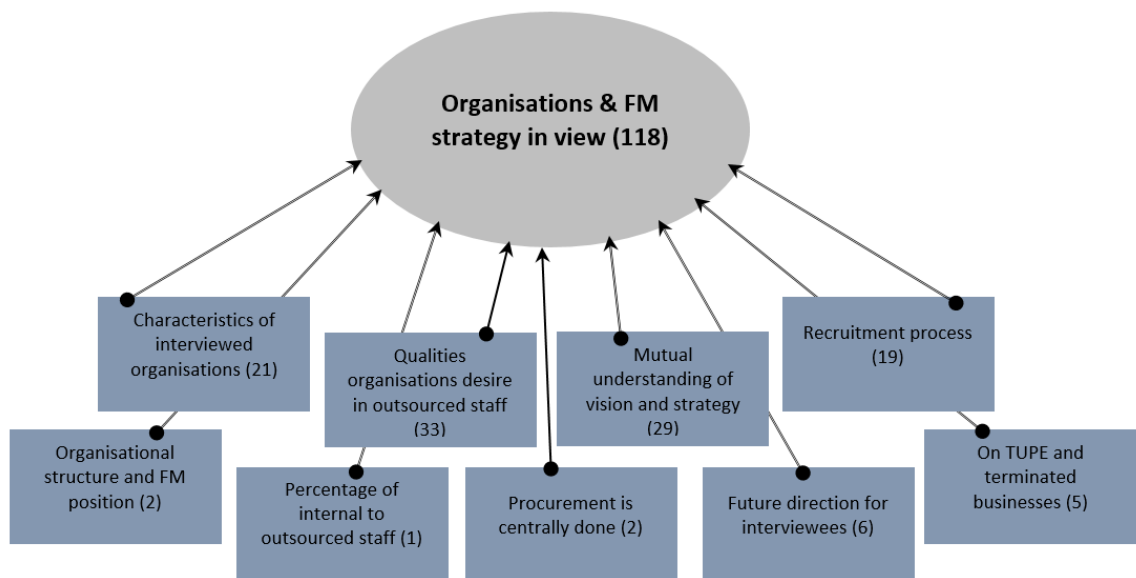 Organisations & FM
strategy in view (118)
Characteristics of
interviewed
organisations (21)
Qualities
organisations desire
in outsourced staff
(33)
Mutual
understanding of
vision and strategy
(29)
Recruitment process
(19)
Organisational
structure and FM
position (2)
Percentage of
internal to
outsourced staff (1)
Procurement is
centrally done (2)
Future direction for
interviewees (6)
On TUPE and
terminated
businesses (5)